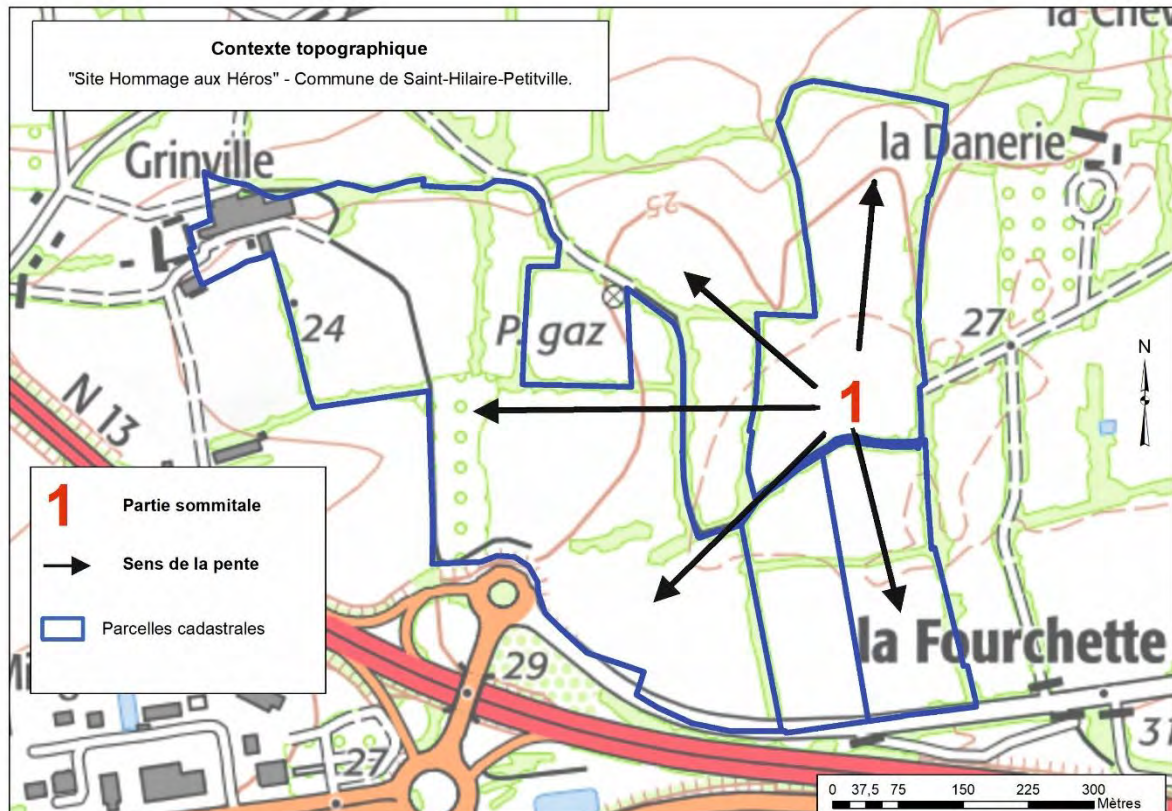 Contexte topographique
"Site Hommage aux Héros" - Commune de Saint-Hilaire-Petitville.
Grinville
la Danerie
25
24
P. gaz
27
N
N 13
1
1 Partie sommitale
Sens de la pente
Parcelles cadastrales
la Fourchette
29
27
31
0 37,5 75 150 225 300
Mètres